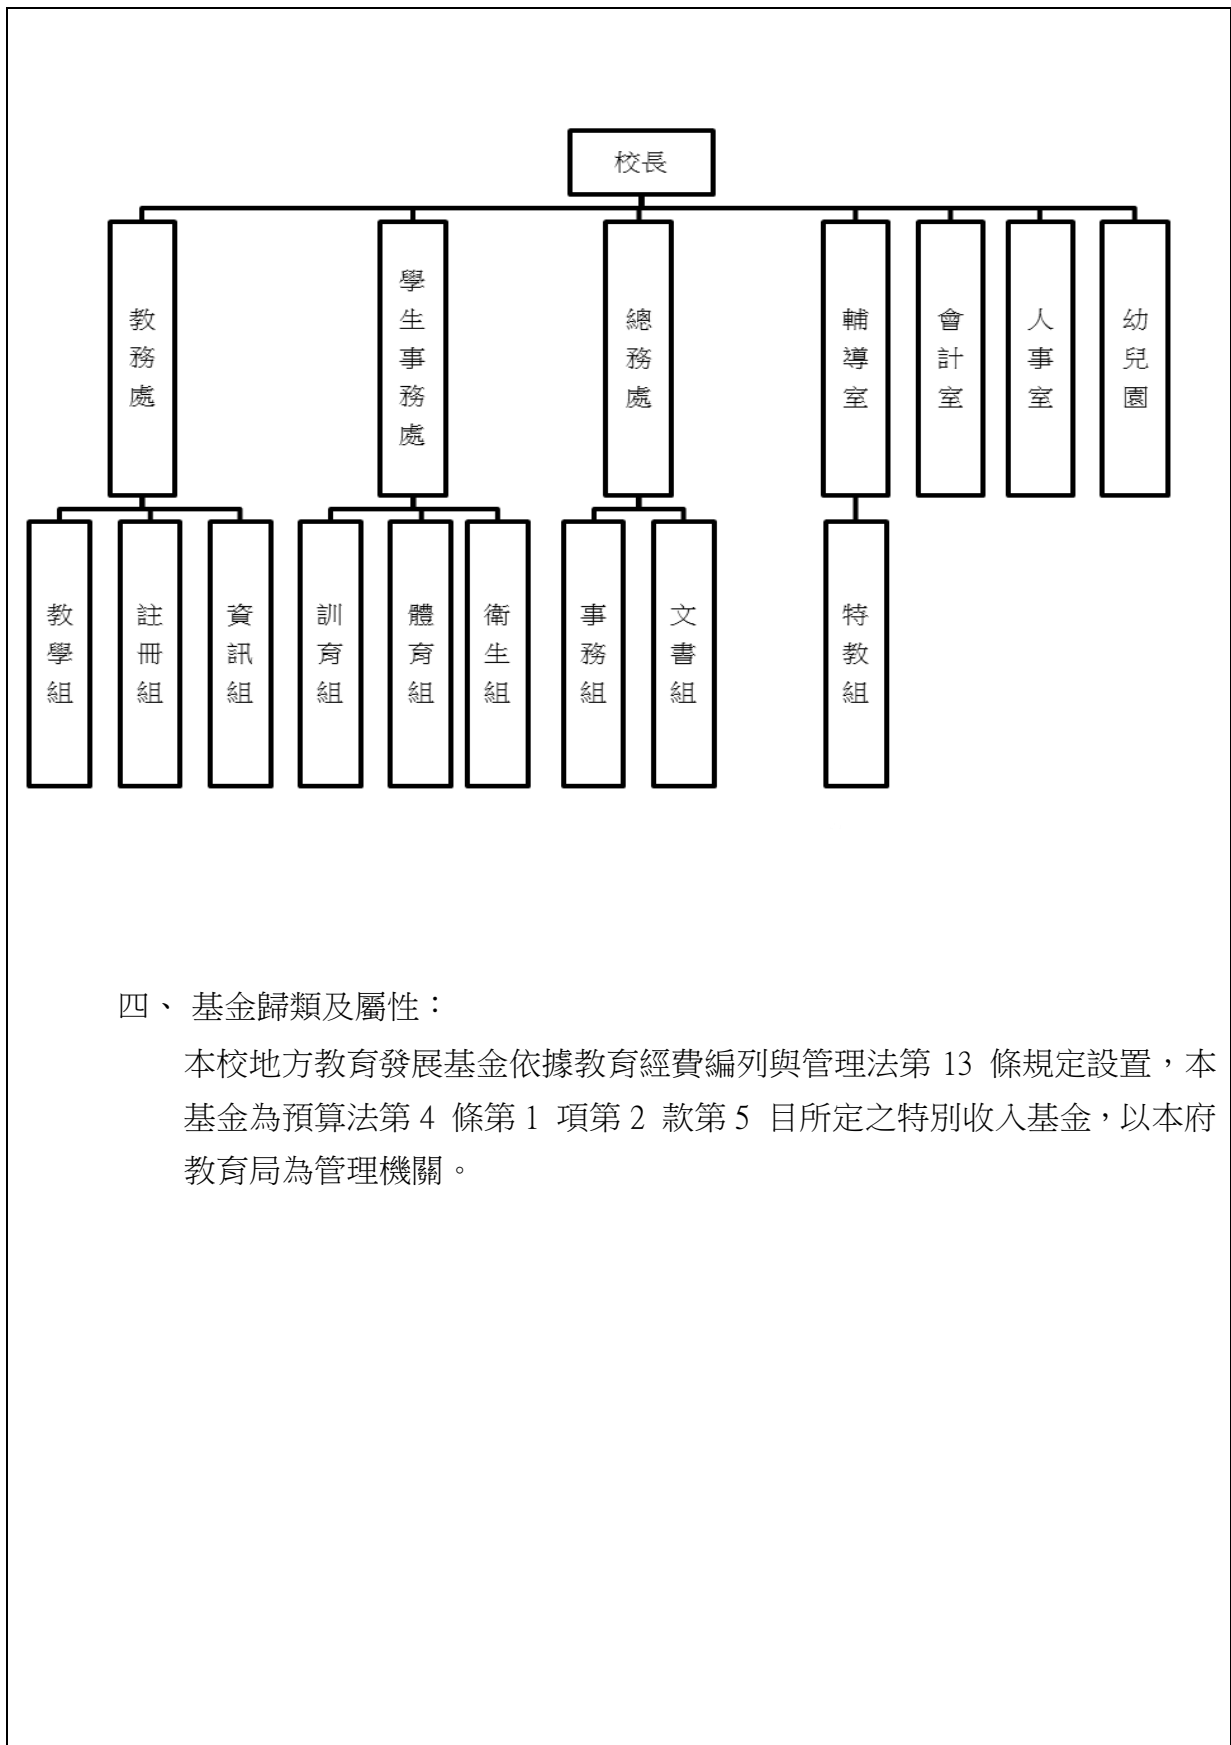 校長
教務處
學生事務處
總務處
輔導室
會計室
人事室
幼兒園
教學組
註冊組
資訊組
訓育組
體育組
衛生組
事務組
文書組
特教組
四、 基金歸類及屬性：
本校地方教育發展基金依據教育經費編列與管理法第 13 條規定設置，本
基金為預算法第 4 條第 1 項第 2 款第 5 目所定之特別收入基金，以本府
教育局為管理機關。